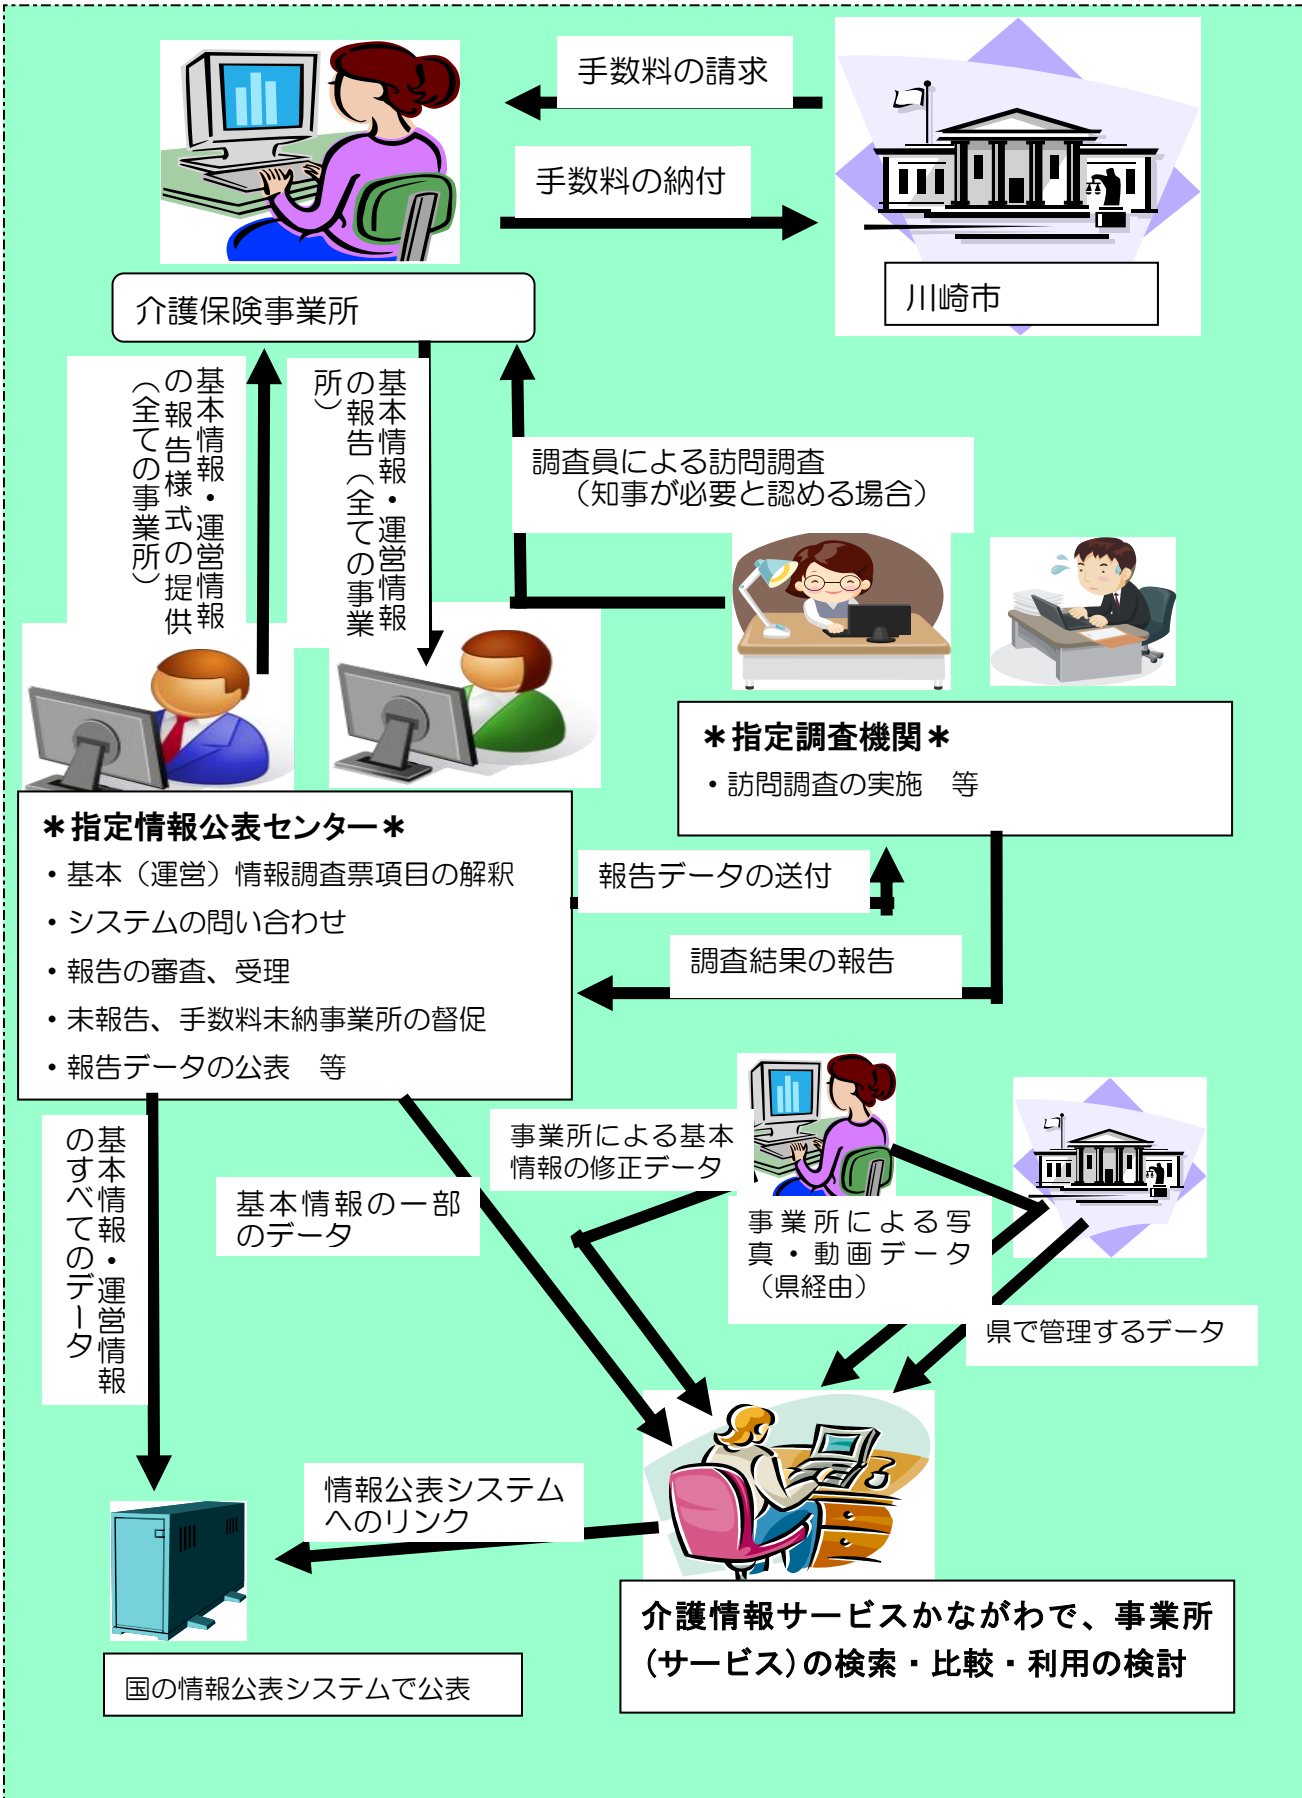 手数料の請求
手数料の納付
川崎市
介護保険事業所
基本情報・運営情報
の報告様式の提供
（全ての事業所）
基本情報・運営情報
の報告（全ての事業
所）
調査員による訪問調査
（知事が必要と認める場合）
＊指定調査機関＊
・訪問調査の実施　等
＊指定情報公表センター＊
・基本（運営）情報調査票項目の解釈
・システムの問い合わせ
・報告の審査、受理
・未報告、手数料未納事業所の督促
・報告データの公表　等
報告データの送付
調査結果の報告
基本情報・運営情報
のすべてのデータ
基本情報の一部
のデータ
事業所による基本
情報の修正データ
事業所による写
真・動画データ
（県経由）
県で管理するデータ
情報公表システム
へのリンク
国の情報公表システムで公表
介護情報サービスかながわで、事業所
(サービス)の検索・比較・利用の検討